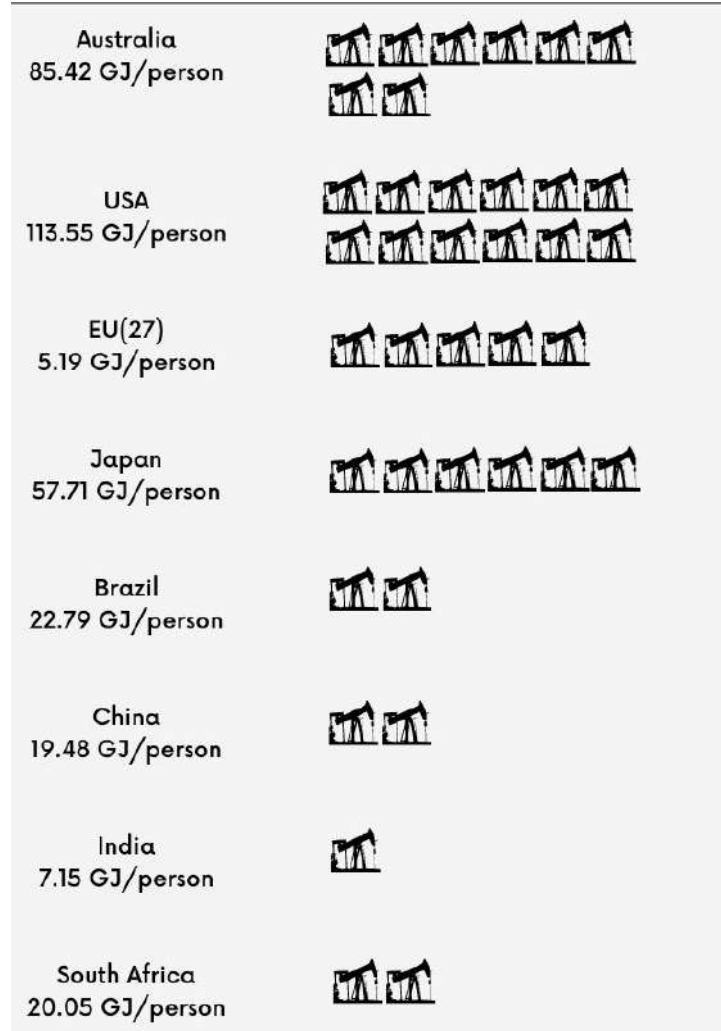 Australia
85.42 GJ/person
USA
113.55 GJ/person
EU(27)
5.19 GJ/person
Japan
57.71 GJ/person
Brazil
22.79 GJ/person
China
19.48 GJ/person
India
7.15 GJ/person
South Africa
20.05 GJ/person